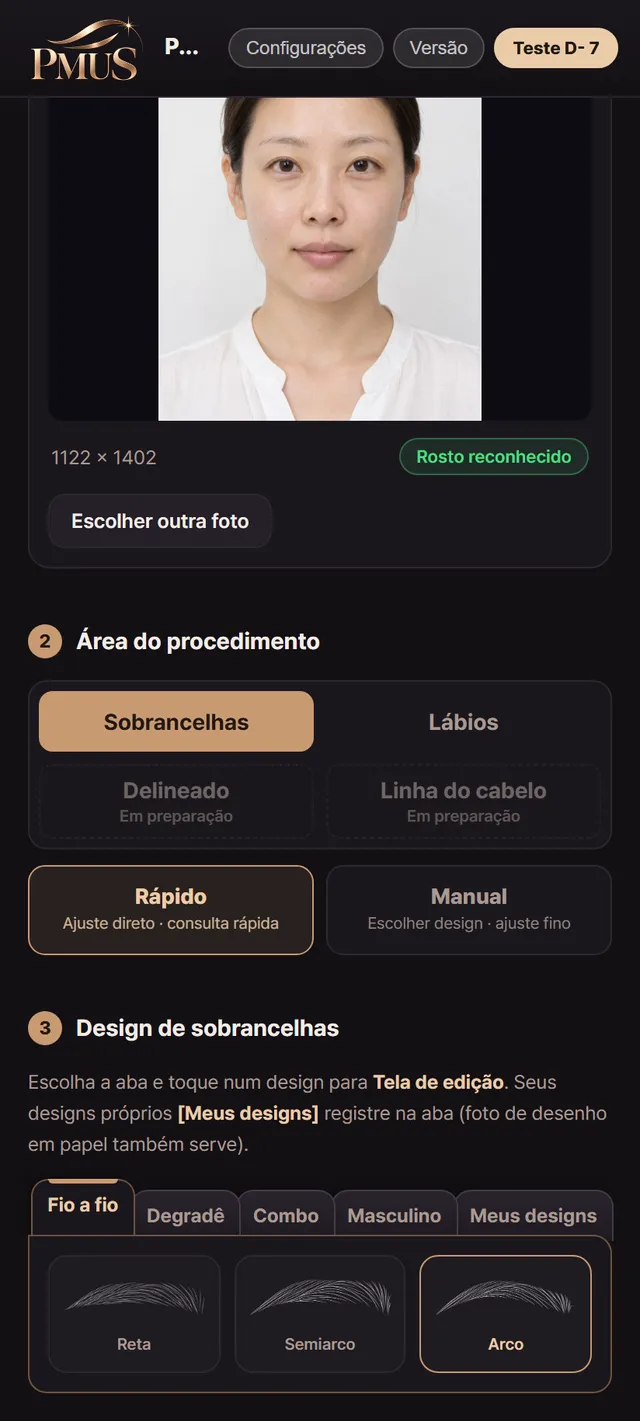 PMUS
P...
Configurações
Versão
Teste D- 7
1122 × 1402
Rosto reconhecido
Escolher outra foto
2
Área do procedimento
Sobrancelhas
Lábios
Delineado
Em preparação
Linha do cabelo
Em preparação
Rápido
Ajuste direto · consulta rápida
Manual
Escolher design · ajuste fino
3
Design de sobrancelhas
Escolha a aba e toque num design para Tela de edição. Seus
designs próprios [Meus designs] registre na aba (foto de desenho
em papel também serve).
Fio a fio
Degradê
Combo
Masculino
Meus designs
Reta
Semiarco
Arco